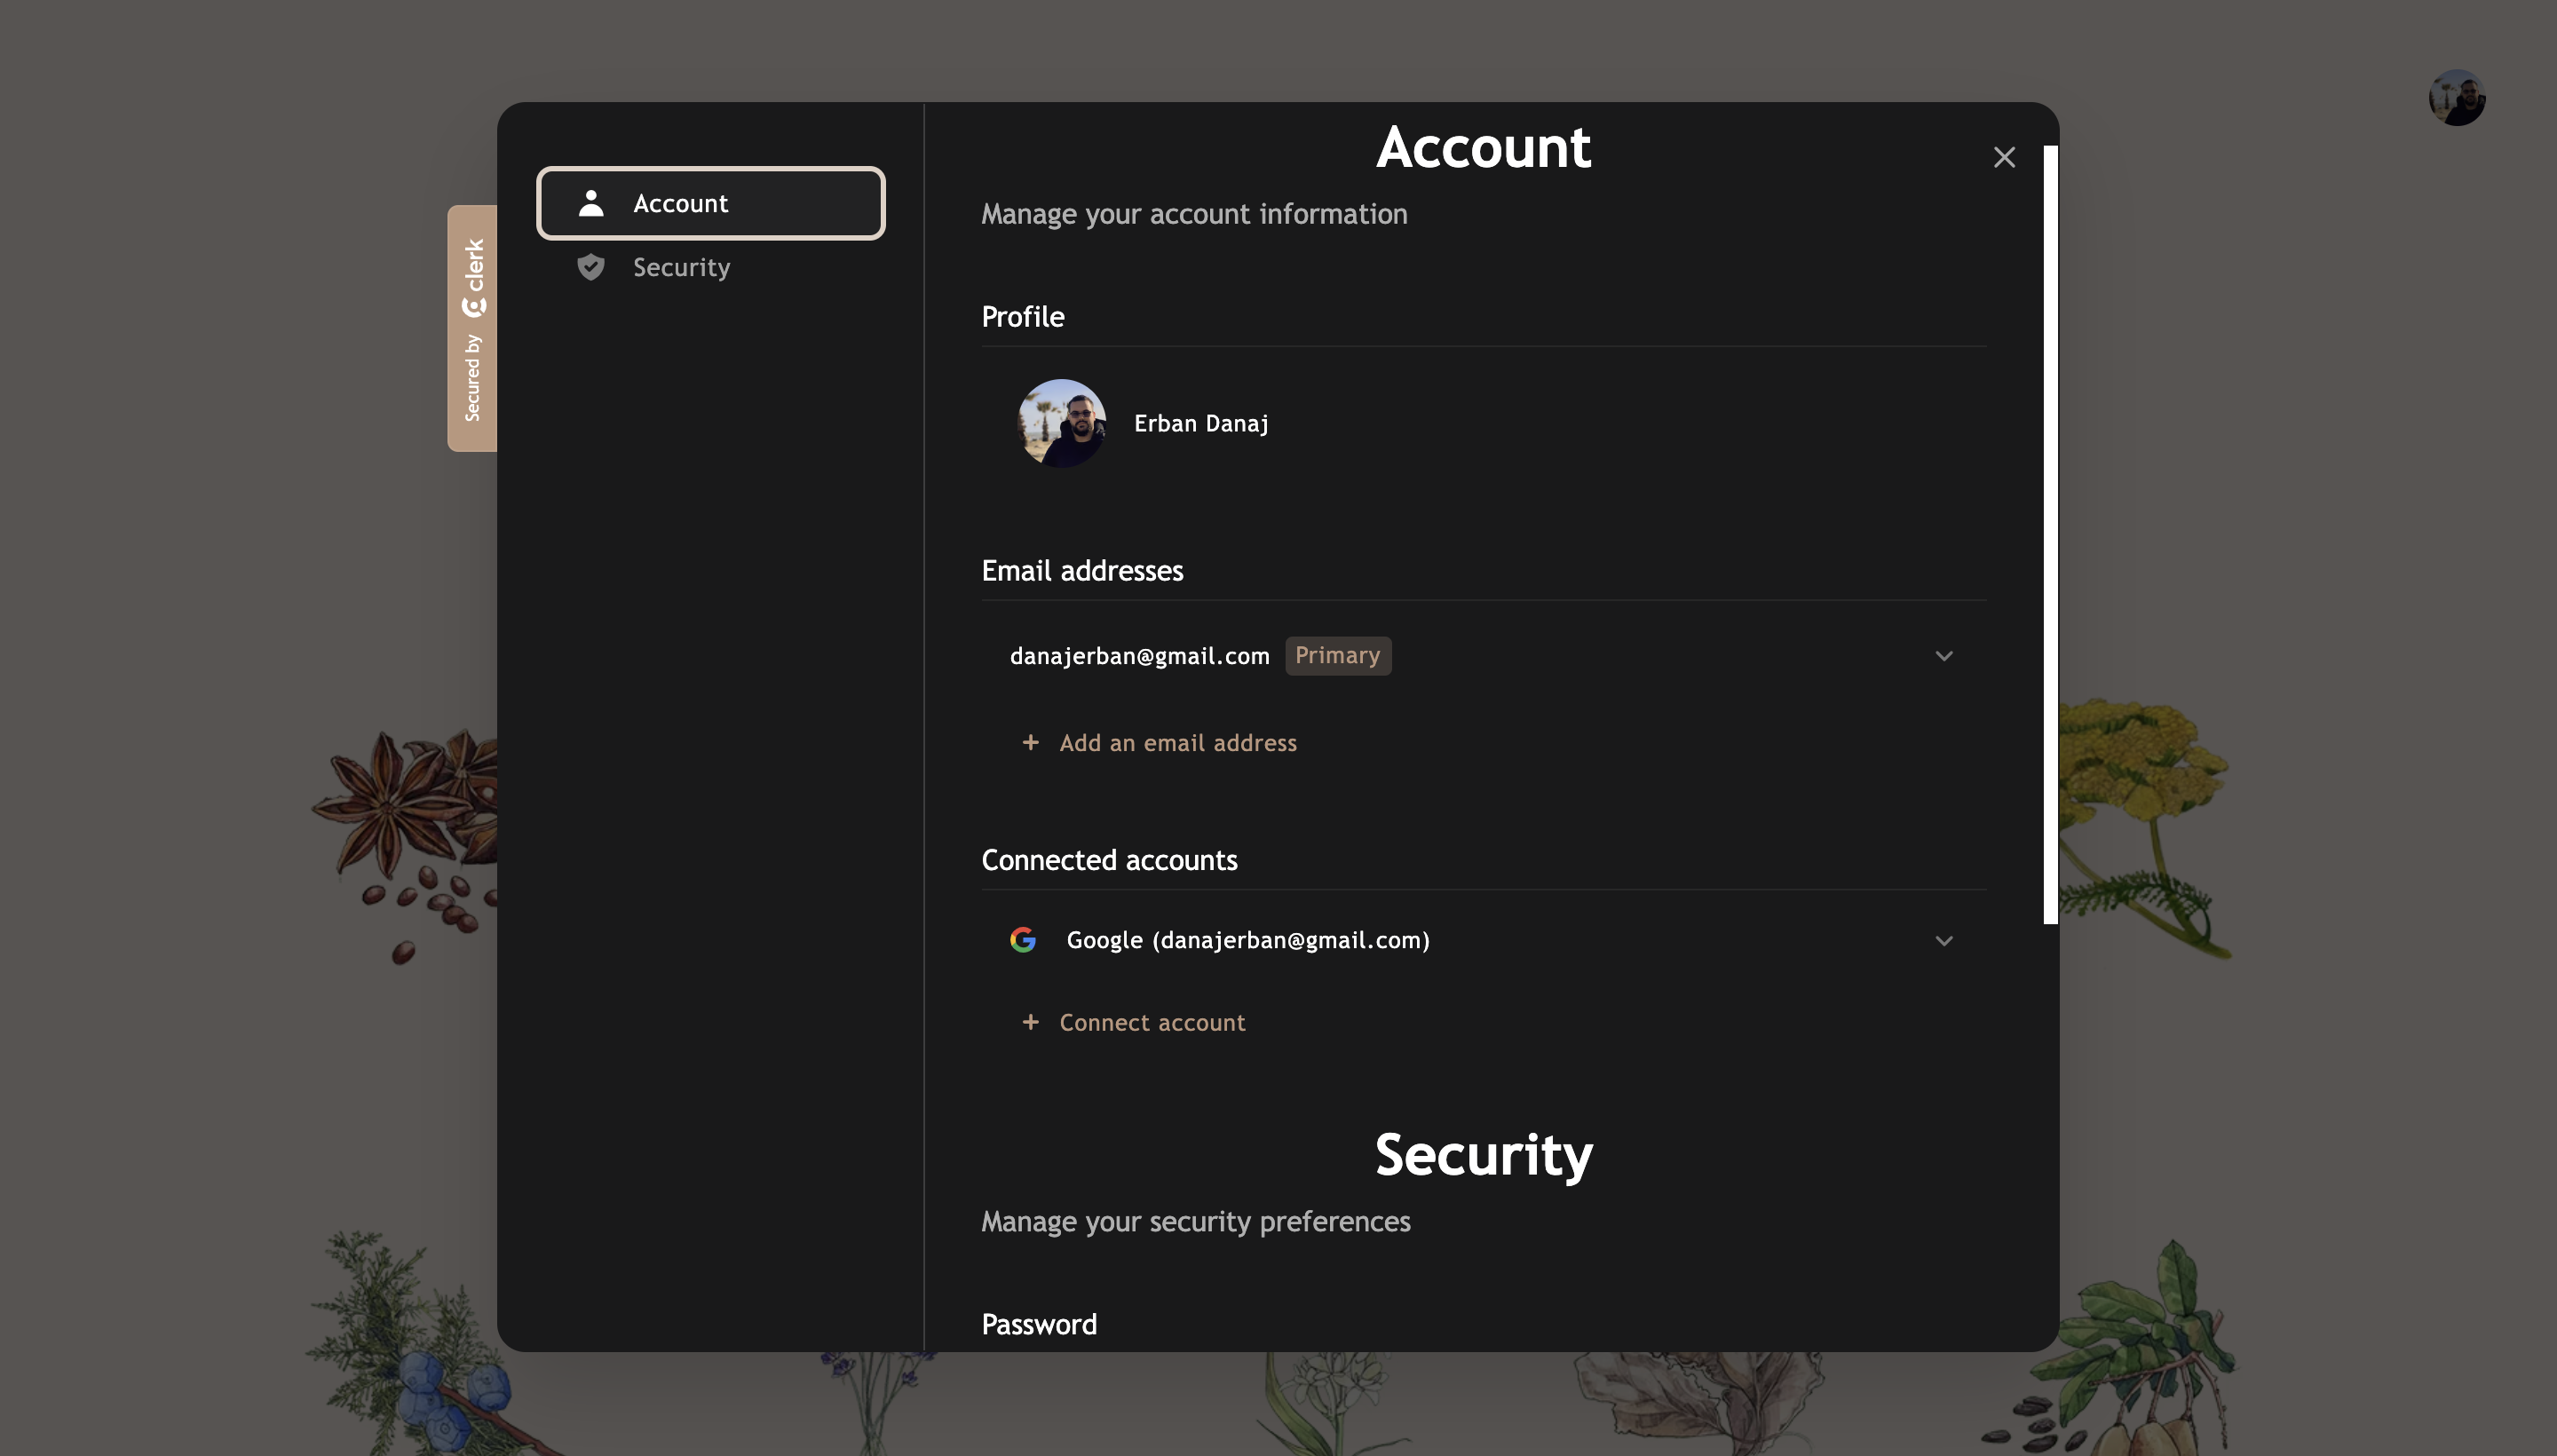 Secured by clerk
Account
Security
Account
Manage your account information
Profile
Erban Danaj
Email addresses
danajerban@gmail.com Primary
+ Add an email address
Connected accounts
Google (danajerban@gmail.com)
+ Connect account
Security
Manage your security preferences
Password